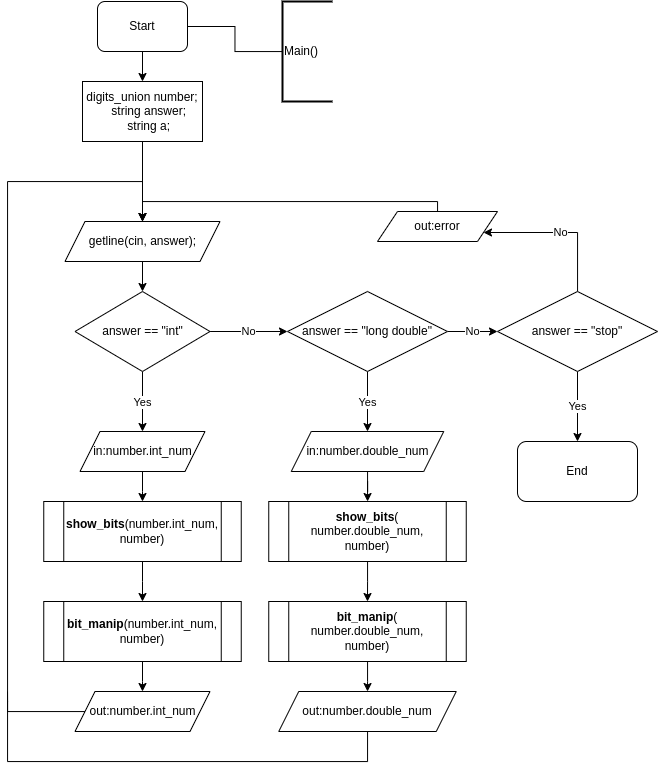 Start
Main()
digits_union number;
string answer;
string a;
out:error
No
getline(cin, answer);
answer == "int"
No
answer == "long double"
No
answer == "stop"
Yes
Yes
Yes
in:number.int_num
in:number.double_num
End
show_bits(number.int_num,
number)
show_bits(
number.double_num,
number)
bit_manip(number.int_num,
number)
bit_manip(
number.double_num,
number)
out:number.int_num
out:number.double_num